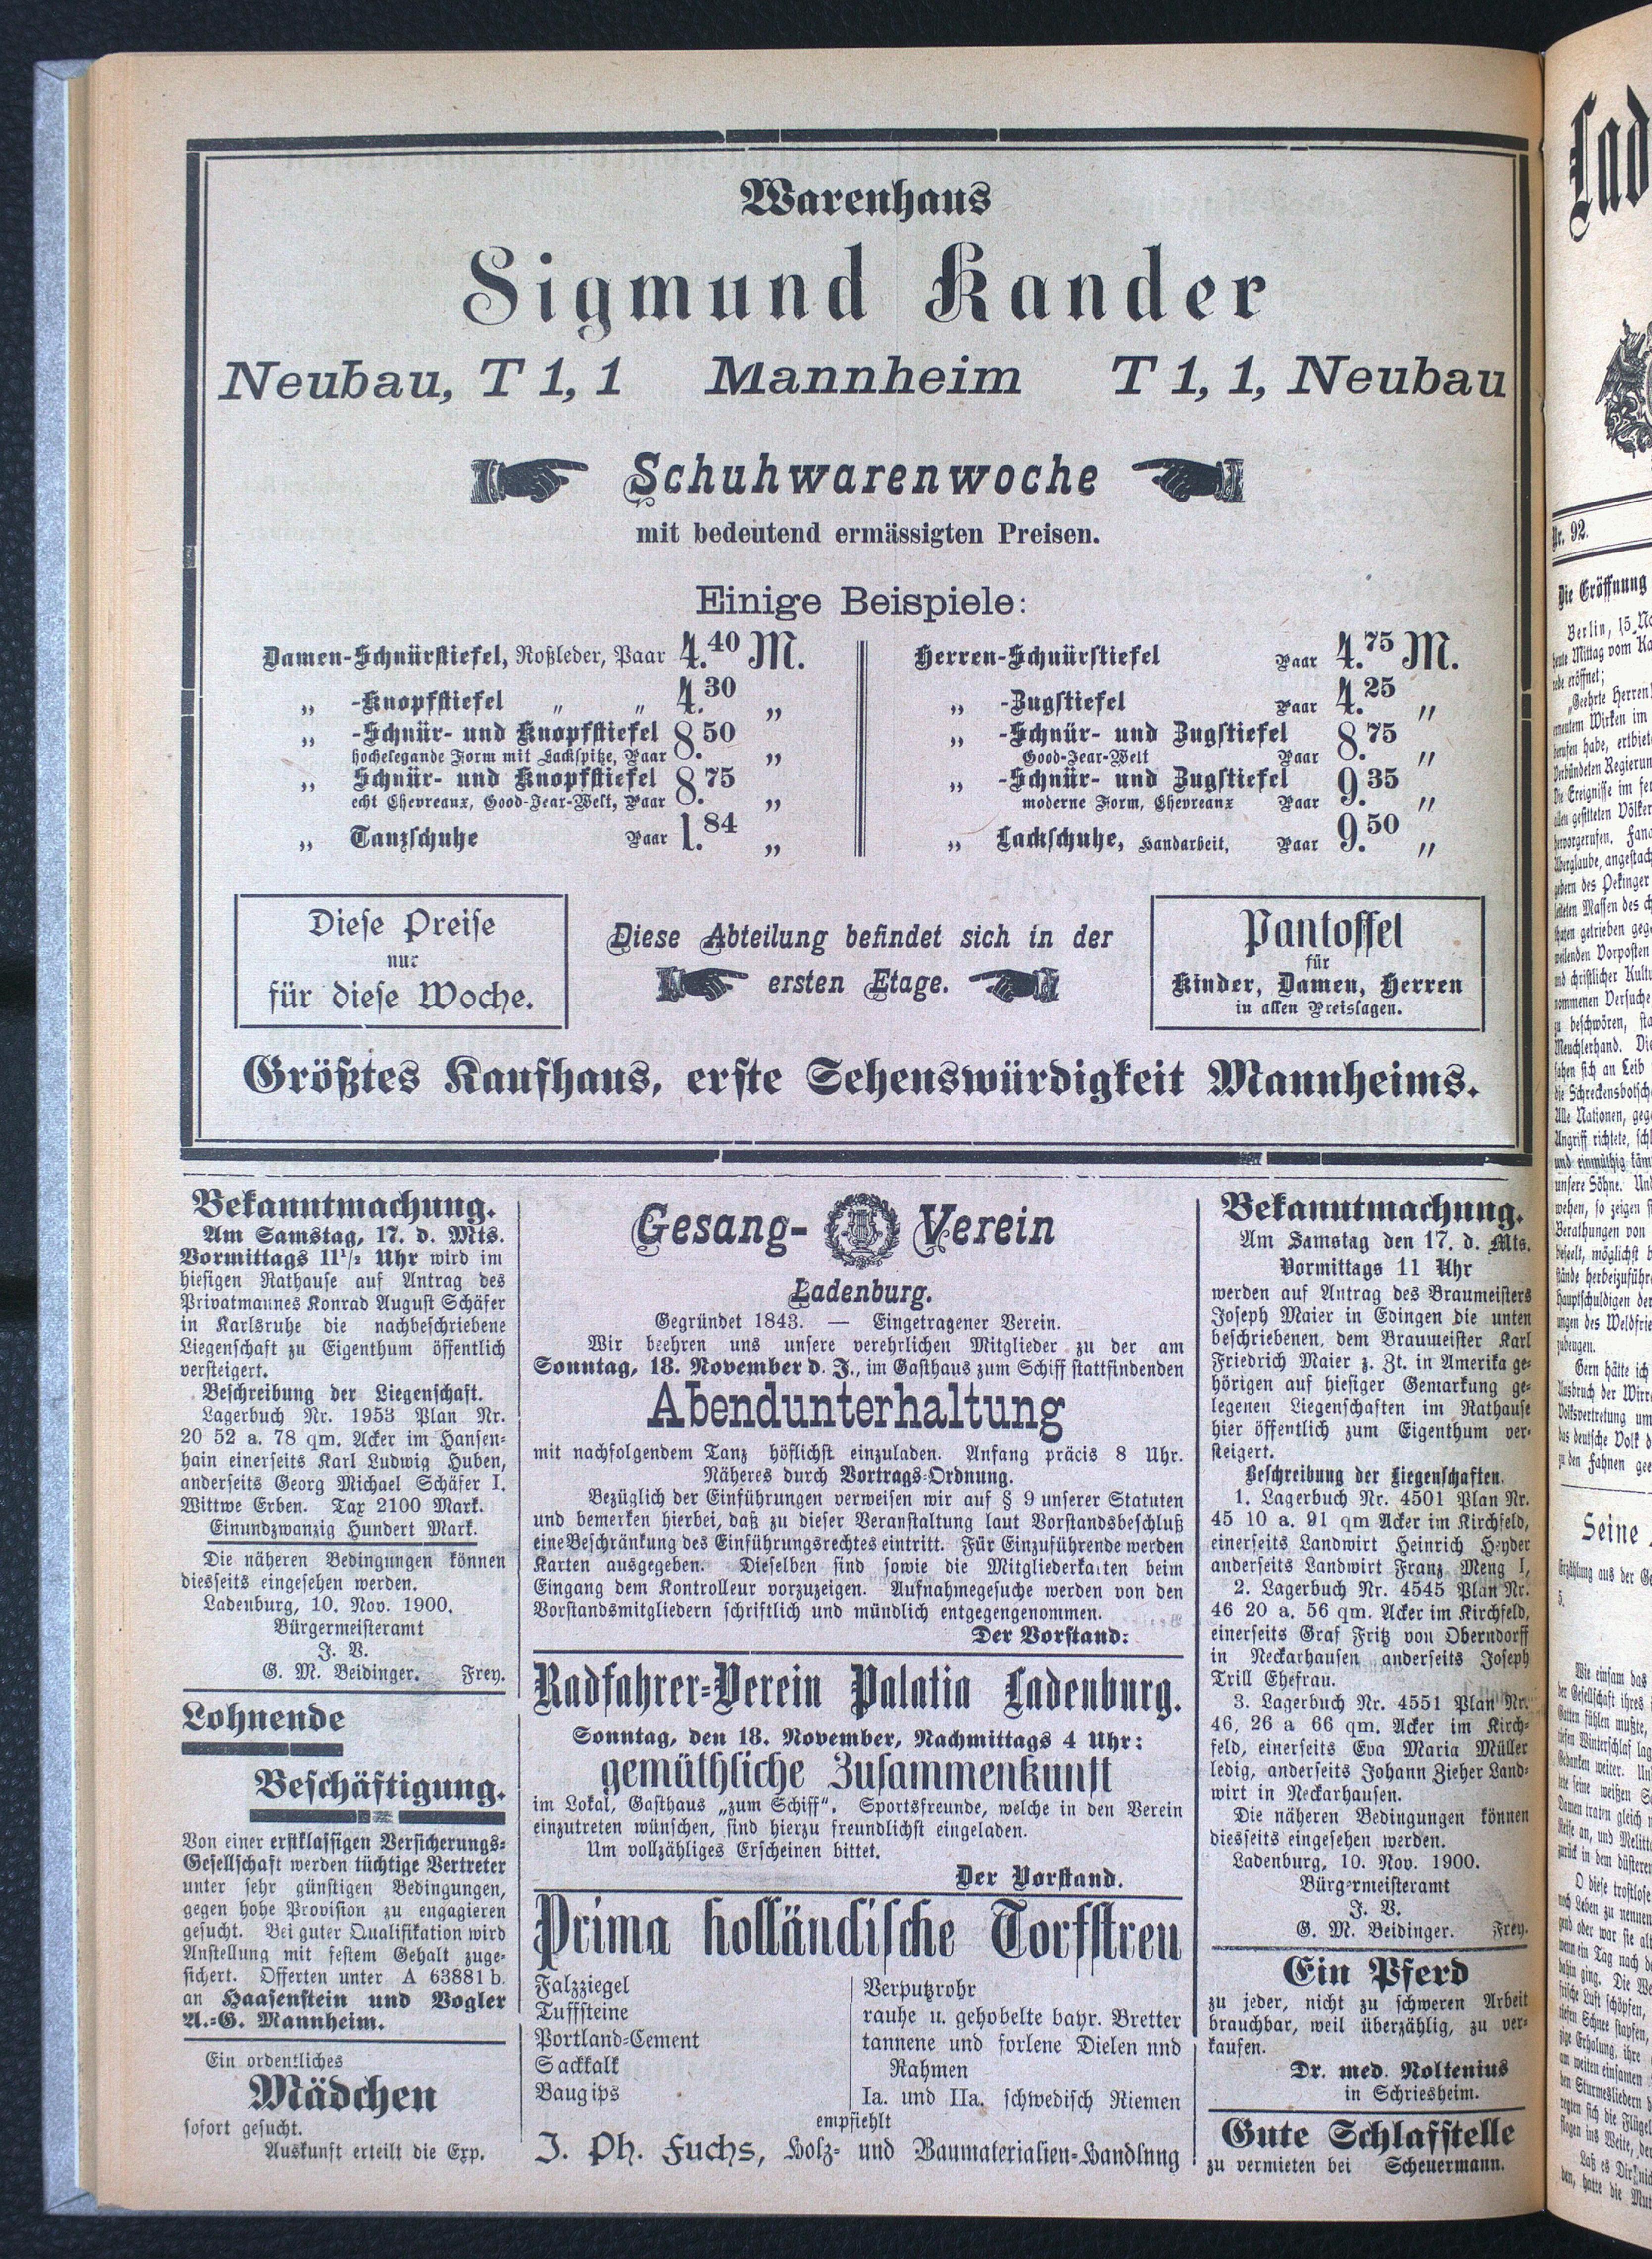 Warenhaus
Sigmund Kander
Neubau, T 1, 1 Mannheim T 1, 1, Neubau
Schuhwarenwoche
mit bedeutend ermässigten Preisen.
Einige Beispiele:
Damen-Schnürstiefel, Roßleder, Paar 4.40 M.
„ -Knopfstiefel „ „ 4.30 „
„ -Schnür- und Knopfstiefel 8.50 „
hochelegande Form mit Lackspitze, Paar
„ Schnür- und Knopfstiefel 8.75 „
echt Chevreaux, Good-Jear-Welt, Paar
„ Tanzschuhe Paar 1.84 „
Herren-Schnürstiefel Paar 4.75 M.
„ -Zugstiefel Paar 4.25 „
„ -Schnür- und Zugstiefel 8.75 „
Good-Jear-Welt Paar
„ -Schnür- und Zugstiefel 9.35 „
moderne Form, Chevreaux Paar
„ Lackschuhe, Handarbeit, Paar 9.50 „
Diese Preise
nur
für diese Woche.
Diese Abteilung befindet sich in der
ersten Etage.
Pantoffel
für
Kinder, Damen, Herren
in allen Preislagen.
Größtes Kaufhaus, erste Sehenswürdigkeit Mannheims.
Bekanntmachung.
Am Samstag, 17. d. Mts.
Vormittags 11½ Uhr wird im
hiesigen Rathause auf Antrag des
Privatmannes Konrad August Schäfer
in Karlsruhe die nachbeschriebene
Liegenschaft zu Eigenthum öffentlich
versteigert.
Beschreibung der Liegenschaft.
Lagerbuch Nr. 1953 Plan Nr.
20 52 a. 78 qm. Acker im Hansen-
hain einerseits Karl Ludwig Huben,
anderseits Georg Michael Schäfer I.
Wittwe Erben. Tax 2100 Mark.
Einundzwanzig Hundert Mark.
Die näheren Bedingungen können
diesseits eingesehen werden.
Ladenburg, 10. Nov. 1900.
Bürgermeisteramt
J. V.
G. M. Beidinger. Frey.
Lohnende
Beschäftigung.
Von einer erstklassigen Versicherungs-
Gesellschaft werden tüchtige Vertreter
unter sehr günstigen Bedingungen,
gegen hohe Provision zu engagieren
gesucht. Bei guter Qualifikation wird
Anstellung mit festem Gehalt zuge-
sichert. Offerten unter A 63881 b.
an Haasenstein und Vogler
A.-G. Mannheim.
Ein ordentliches
Mädchen
sofort gesucht.
Auskunft erteilt die Exp.
Gesang-Verein
Ladenburg.
Gegründet 1843. — Eingetragener Verein.
Wir beehren uns unsere verehrlichen Mitglieder zu der am
Sonntag, 18. November d. J., im Gasthaus zum Schiff stattfindenden
Abendunterhaltung
mit nachfolgendem Tanz höflichst einzuladen. Anfang präcis 8 Uhr.
Näheres durch Vortrags-Ordnung.
Bezüglich der Einführungen verweisen wir auf § 9 unserer Statuten
und bemerken hierbei, daß zu dieser Veranstaltung laut Vorstandsbeschluß
eine Beschränkung des Einführungsrechtes eintritt. Für Einzuführende werden
Karten ausgegeben. Dieselben sind sowie die Mitgliederkarten beim
Eingang dem Kontrolleur vorzuzeigen. Aufnahmegesuche werden von den
Vorstandsmitgliedern schriftlich und mündlich entgegengenommen.
Der Vorstand:
Radfahrer-Verein Palatia Ladenburg.
Sonntag, den 18. November, Nachmittags 4 Uhr:
gemüthliche Zusammenkunft
im Lokal, Gasthaus „zum Schiff“. Sportsfreunde, welche in den Verein
einzutreten wünschen, sind hierzu freundlichst eingeladen.
Um vollzähliges Erscheinen bittet.
Der Vorstand.
Prima holländische Torfstreu
Falzziegel
Tuffsteine
Portland-Cement
Sackkalk
Baugips
Verputzrohr
rauhe u. gehobelte bayr. Bretter
tannene und forlene Dielen nnd
Rahmen
Ia. und IIa. schwedisch Riemen
empfiehlt
J. Ph. Fuchs, Holz- und Baumaterialien-Handlnng
Bekanntmachung.
Am Samstag den 17. d. Mts.
Vormittags 11 Uhr
werden auf Antrag des Braumeisters
Joseph Maier in Edingen die unten
beschriebenen, dem Braumeister Karl
Friedrich Maier z. Zt. in Amerika ge-
hörigen auf hiesiger Gemarkung ge-
legenen Liegenschaften im Rathause
hier öffentlich zum Eigenthum ver-
steigert.
Beschreibung der Liegenschaften.
1. Lagerbuch Nr. 4501 Plan Nr.
45 10 a. 91 qm Acker im Kirchfeld,
einerseits Landwirt Heinrich Heyder
anderseits Landwirt Franz Meng I,
2. Lagerbuch Nr. 4545 Plan Nr.
46 20 a. 56 qm. Acker im Kirchfeld,
einerseits Graf Fritz von Oberndorff
in Neckarhausen anderseits Joseph
Trill Ehefrau.
3. Lagerbuch Nr. 4551 Plan Nr.
46, 26 a 66 qm. Acker im Kirch-
feld, einerseits Eva Maria Müller
ledig, anderseits Johann Zieher Land-
wirt in Neckarhausen.
Die näheren Bedingungen können
diesseits eingesehen werden.
Ladenburg, 10. Nov. 1900.
Bürgermeisteramt
J. V.
G. M. Beidinger. Frey.
Ein Pferd
zu jeder, nicht zu schweren Arbeit
brauchbar, weil überzählig, zu ver-
kaufen.
Dr. med. Noltenius
in Schriesheim.
Gute Schlafstelle
zu vermieten bei Scheuermann.
Lad
Nr. 92.
Die Eröffnung
Berlin, 15. No
heute Mittag vom Ka
rede eröffnet;
„Geehrte Herren
Seine